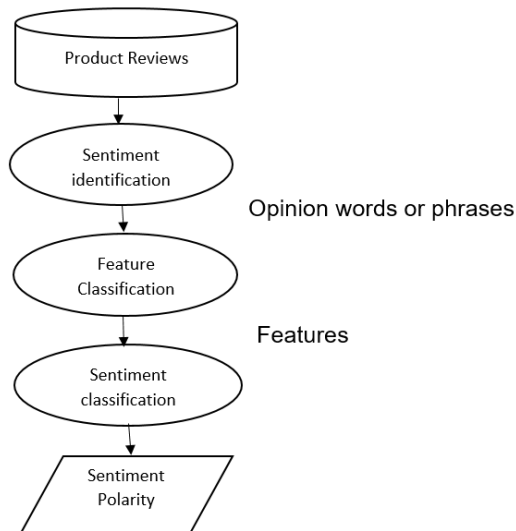 Product Reviews
Sentiment
identification
Opinion words or phrases
Feature
Classification
Features
Sentiment
classification
Sentiment
Polarity